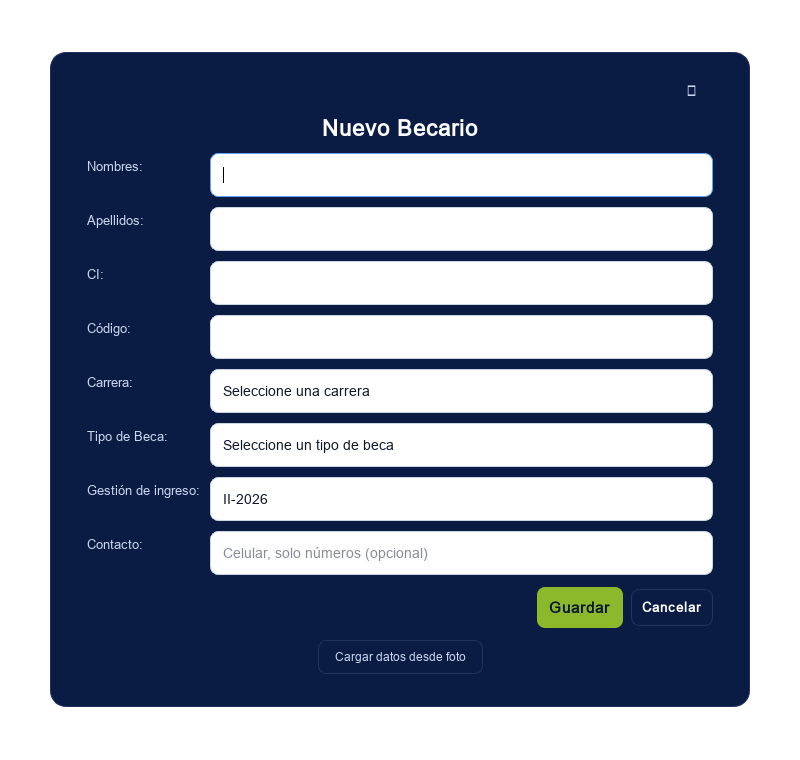 Nuevo Becario
Nombres:
Apellidos:
CI:
Código:
Carrera:
Seleccione una carrera
Tipo de Beca:
Seleccione un tipo de beca
Gestión de ingreso:
II-2026
Contacto:
Celular, solo números (opcional)
Guardar
Cancelar
Cargar datos desde foto